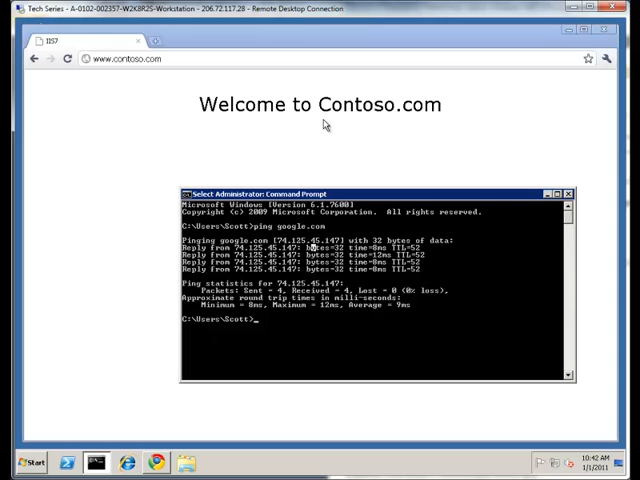 Tech Series - A-0102-002357-W2K8R2S-Workstation - 206.72.117.28 - Remote Desktop Connection
IIS7
www.contoso.com
Welcome to Contoso.com
Select Administrator: Command Prompt
Microsoft Windows [Version 6.1.7600]
Copyright (c) 2009 Microsoft Corporation.  All rights reserved.
C:\Users\Scott>ping google.com
Pinging google.com [74.125.45.147] with 32 bytes of data:
Reply from 74.125.45.147: bytes=32 time=8ms TTL=52
Reply from 74.125.45.147: bytes=32 time=12ms TTL=52
Reply from 74.125.45.147: bytes=32 time=8ms TTL=52
Reply from 74.125.45.147: bytes=32 time=8ms TTL=52
Ping statistics for 74.125.45.147:
Packets: Sent = 4, Received = 4, Lost = 0 (0% loss),
Approximate round trip times in milli-seconds:
Minimum = 8ms, Maximum = 12ms, Average = 9ms
C:\Users\Scott>_
Start
10:42 AM
1/1/2011